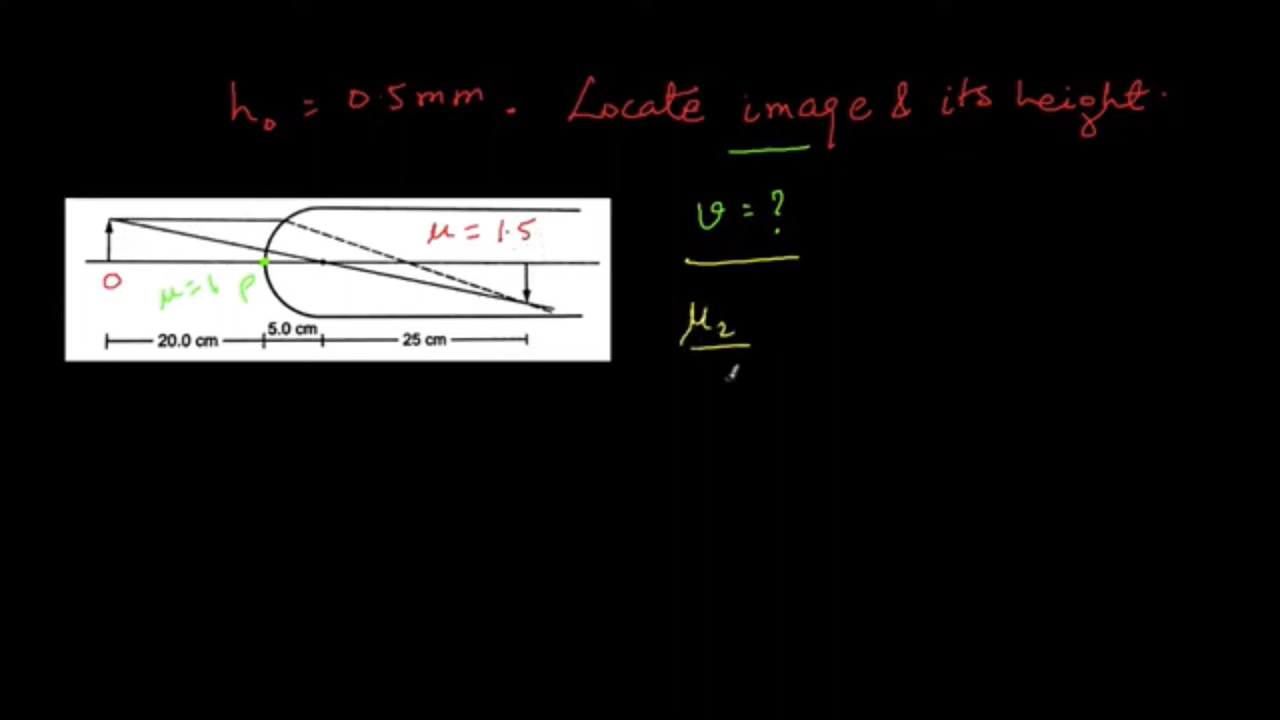 h₀ = 0.5mm. Locate image & its height.
μ = 1.5
O
μ=1 P
20.0 cm
5.0 cm
25 cm
v = ?
μ₂